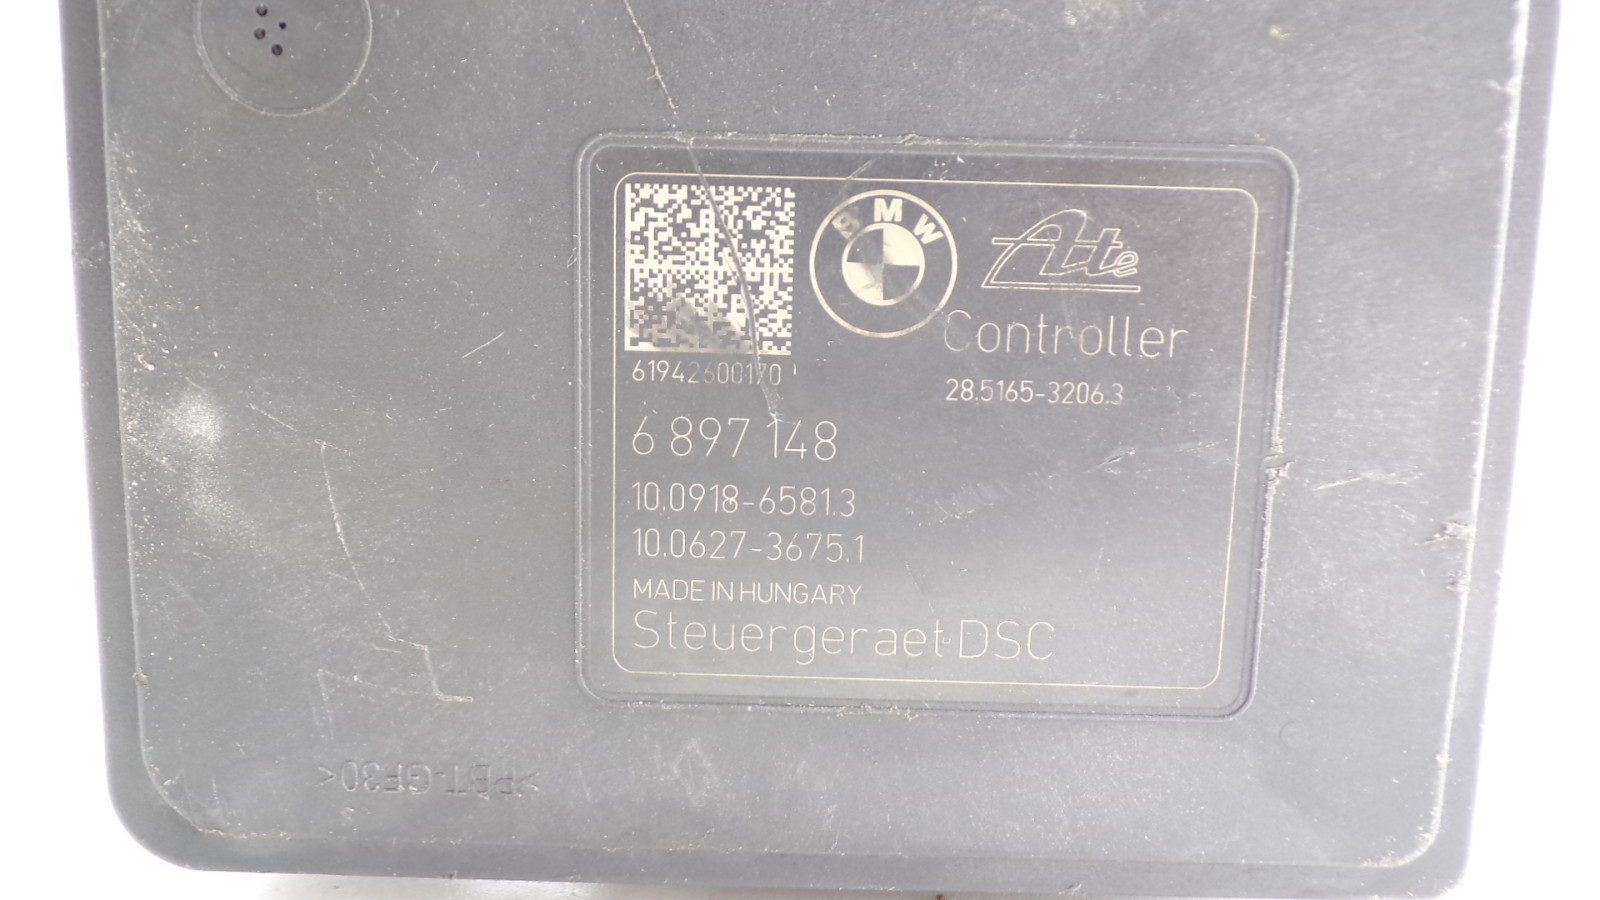 BMW
Ate
Controller
61942600170
28.5165-3206.3
6 897 148
10.0918-6581.3
10.0627-3675.1
MADE IN HUNGARY
Steuergeraet DSC
>PBT-GF30<